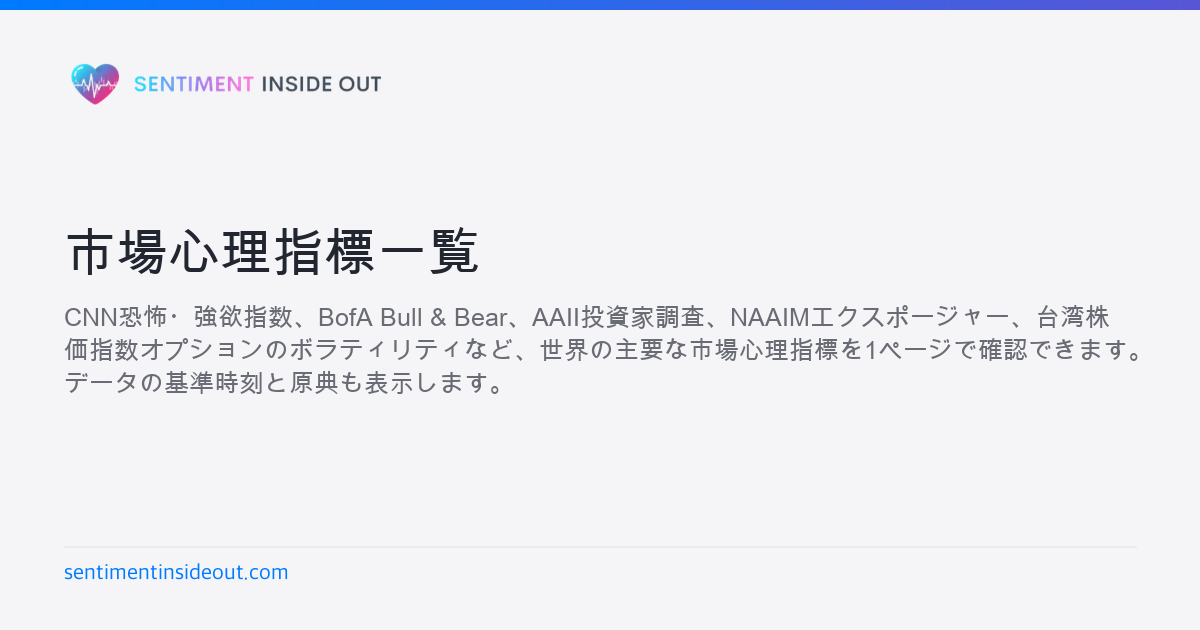 SENTIMENT INSIDE OUT
市場心理指標一覧
CNN恐怖・強欲指数、BofA Bull & Bear、AAII投資家調査、NAAIMエクスポージャー、台湾株
価指数オプションのボラティリティなど、世界の主要な市場心理指標を1ページで確認できます。
データの基準時刻と原典も表示します。
sentimentinsideout.com